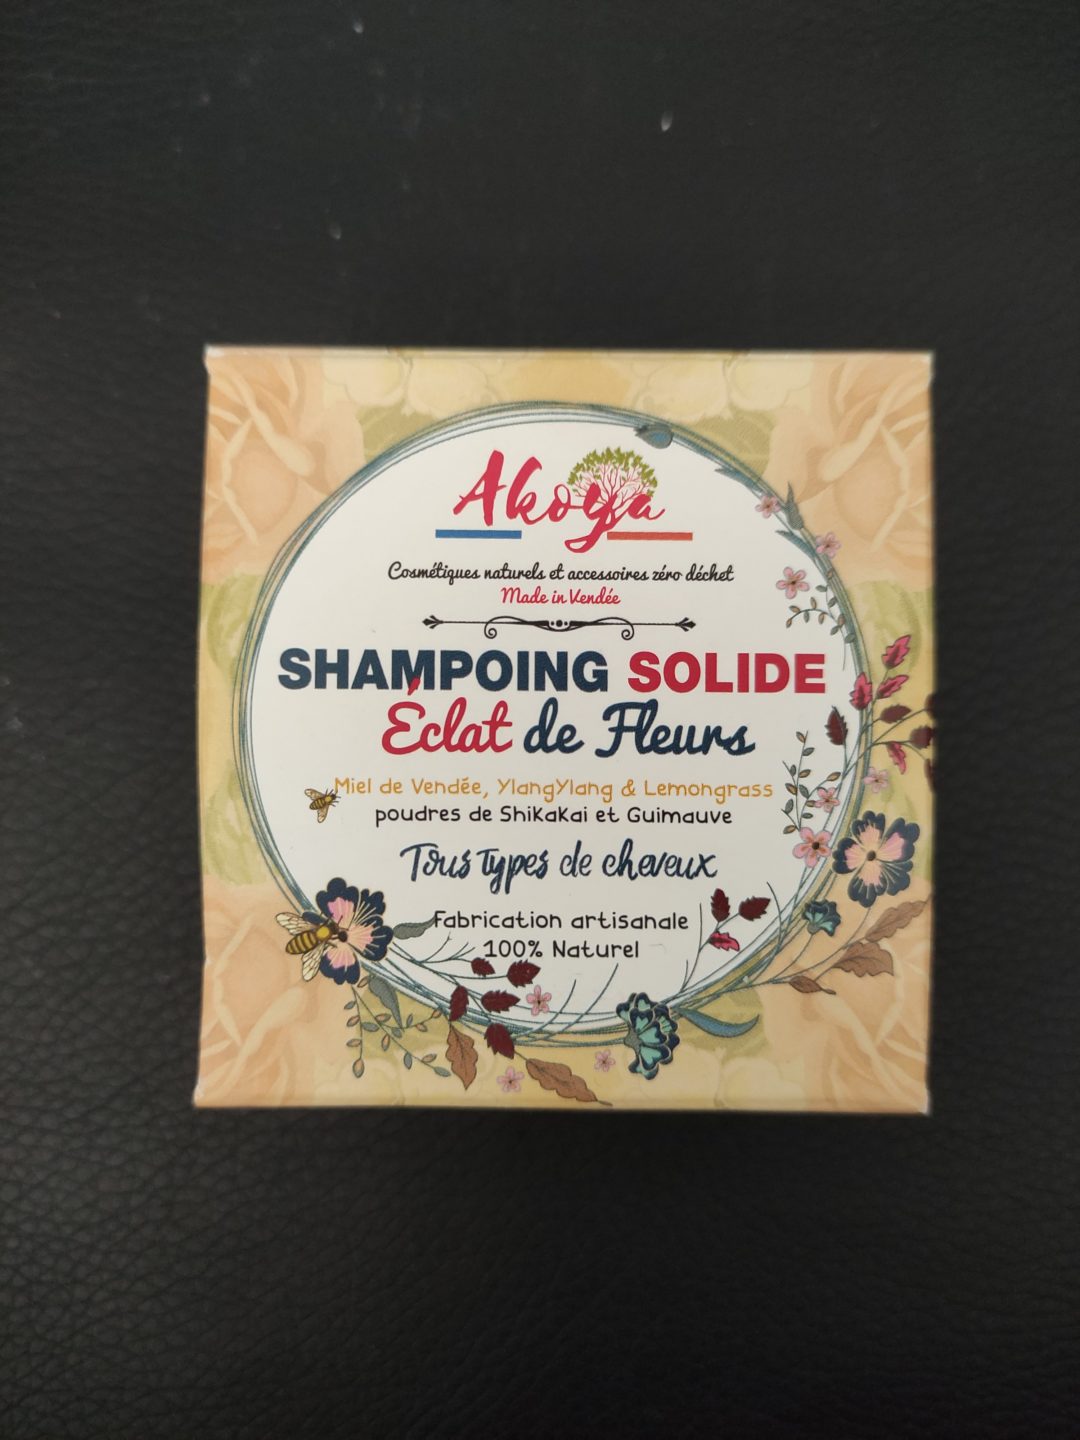 Akoya
Cosmétiques naturels et accessoires zéro déchet
Made in Vendée
SHAMPOING SOLIDE
Éclat de Fleurs
Miel de Vendée, YlangYlang & Lemongrass
poudres de Shikakai et Guimauve
Tous types de cheveux
Fabrication artisanale
100% Naturel